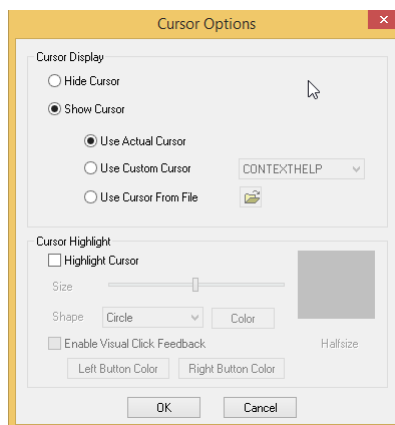 Cursor Options
Cursor Display
Hide Cursor
Show Cursor
Use Actual Cursor
Use Custom Cursor CONTEXTHELP
Use Cursor From File
Cursor Highlight
Highlight Cursor
Size
Shape Circle Color
Enable Visual Click Feedback Halfsize
Left Button Color Right Button Color
OK Cancel